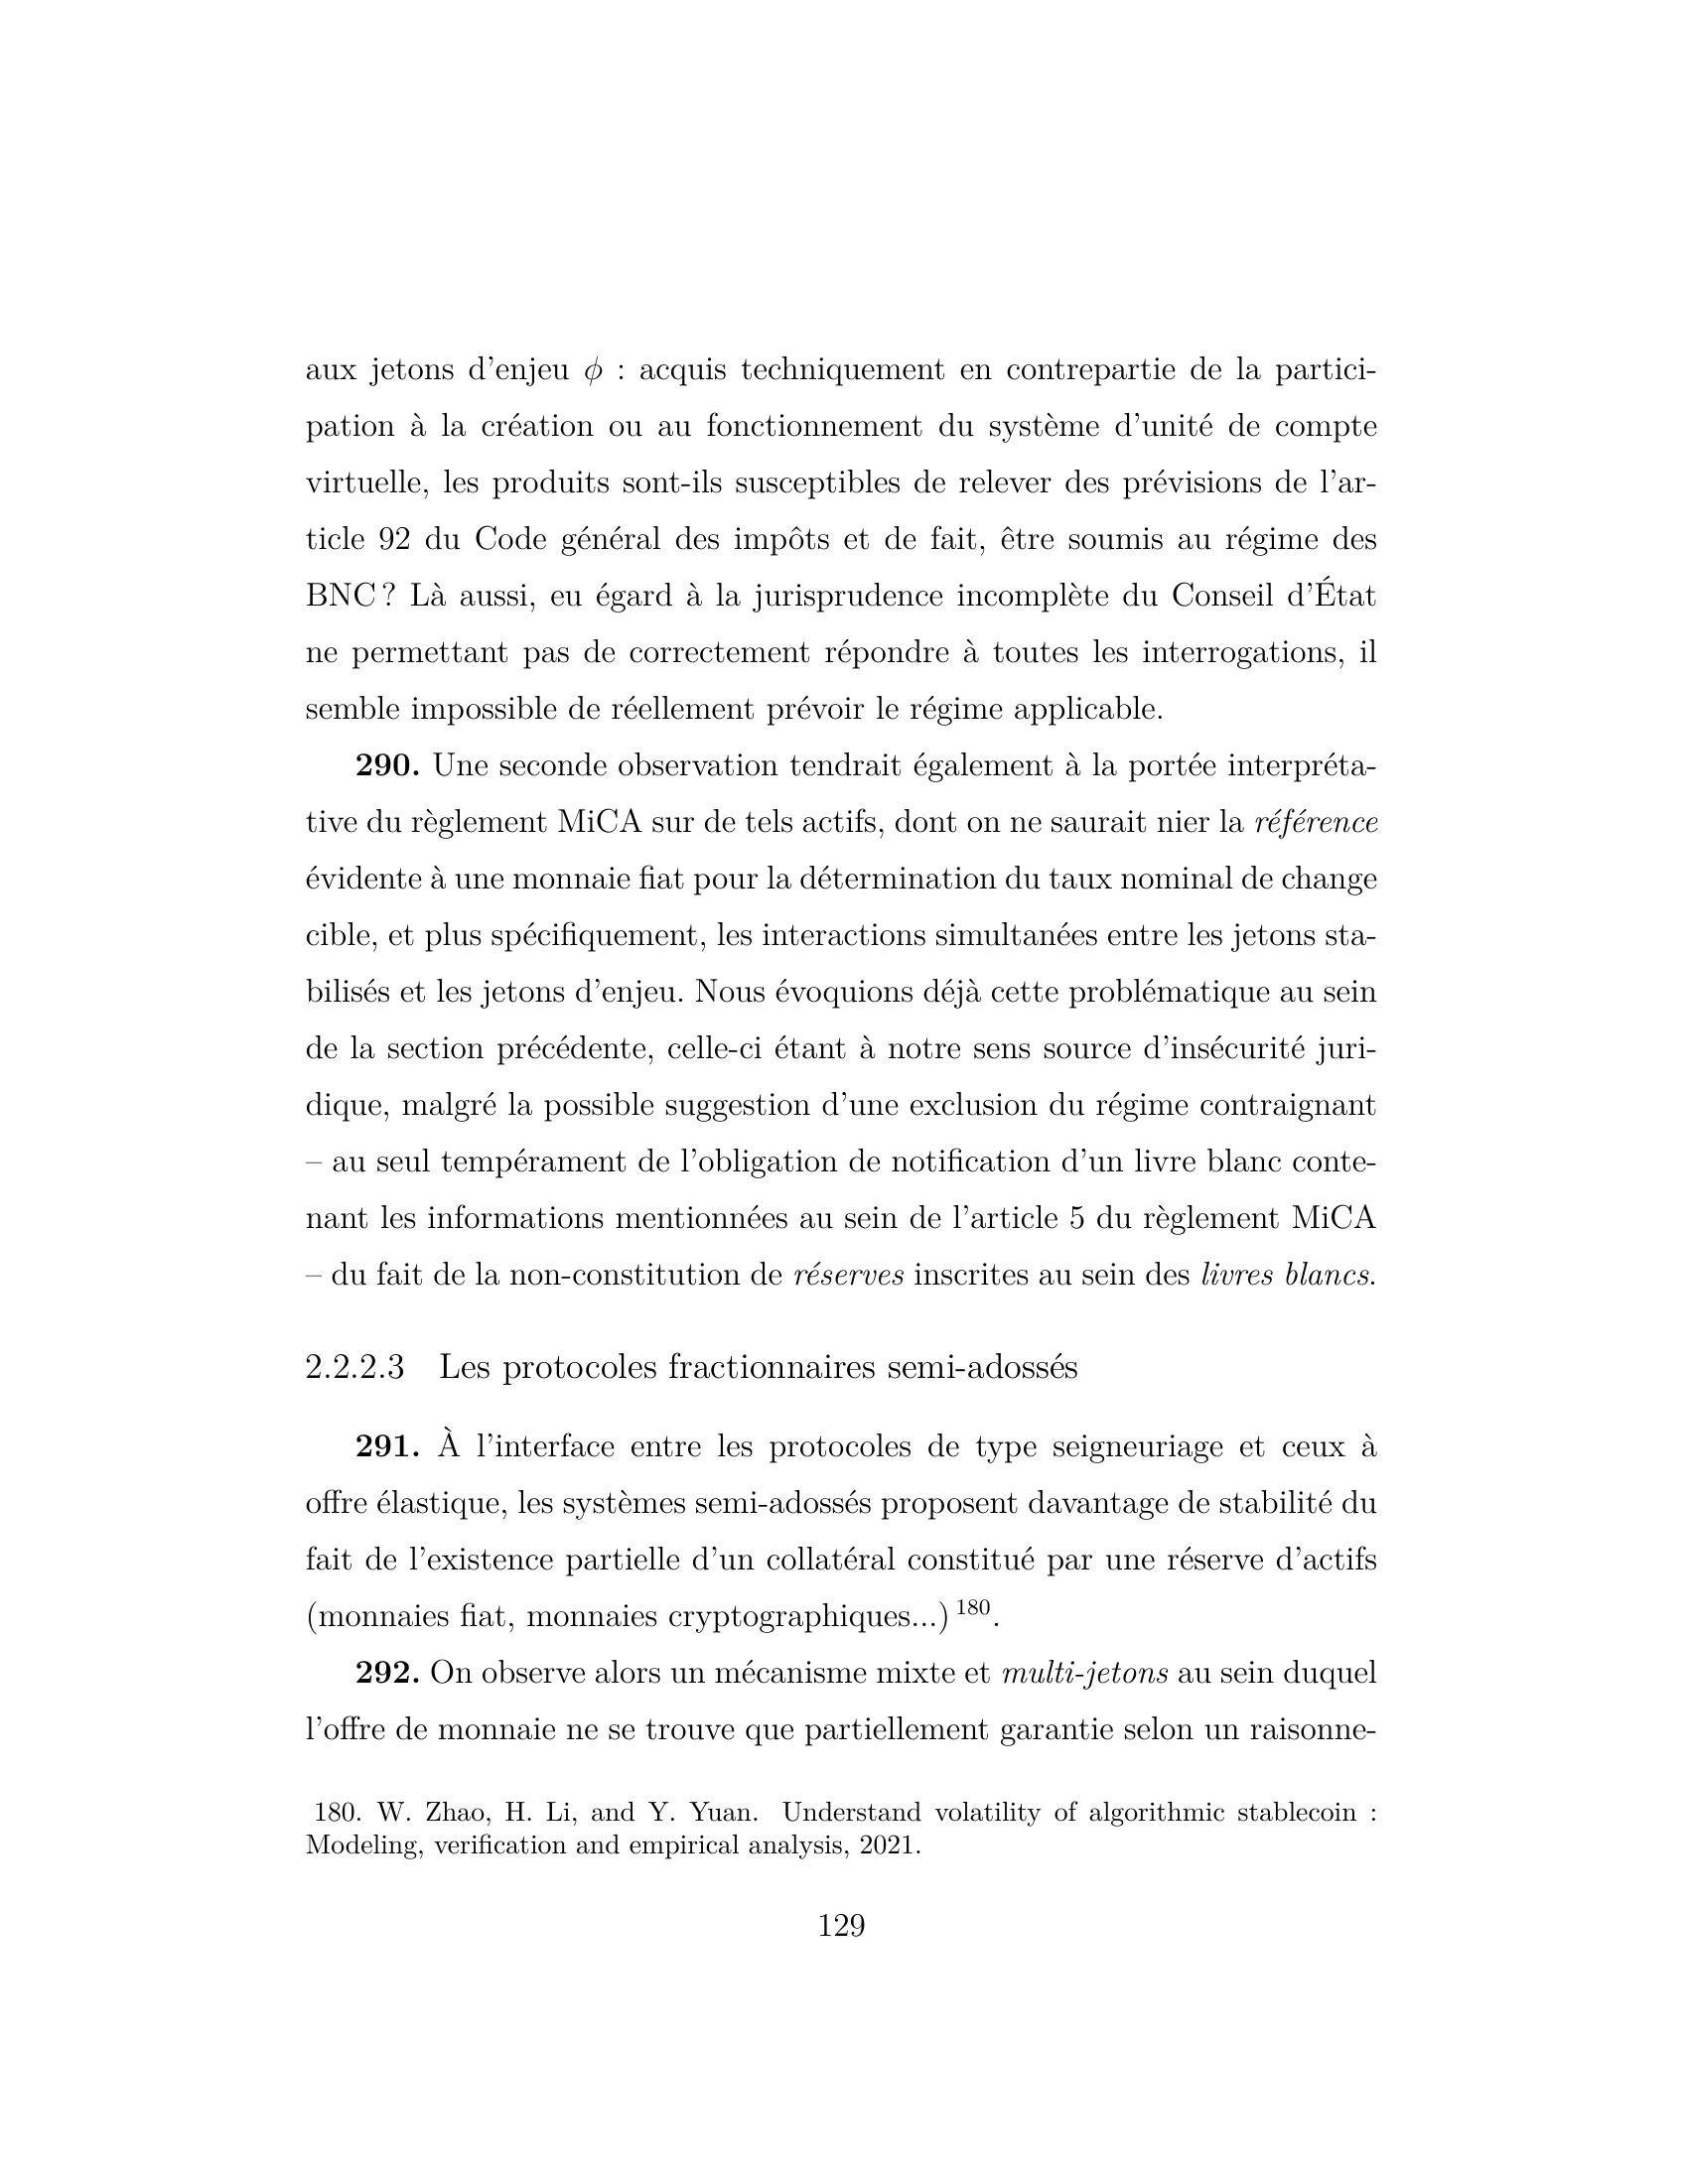 aux jetons d'enjeu ϕ : acquis techniquement en contrepartie de la partici-
pation à la création ou au fonctionnement du système d'unité de compte
virtuelle, les produits sont-ils susceptibles de relever des prévisions de l'ar-
ticle 92 du Code général des impôts et de fait, être soumis au régime des
BNC ? Là aussi, eu égard à la jurisprudence incomplète du Conseil d'État
ne permettant pas de correctement répondre à toutes les interrogations, il
semble impossible de réellement prévoir le régime applicable.
290. Une seconde observation tendrait également à la portée interpréta-
tive du règlement MiCA sur de tels actifs, dont on ne saurait nier la référence
évidente à une monnaie fiat pour la détermination du taux nominal de change
cible, et plus spécifiquement, les interactions simultanées entre les jetons sta-
bilisés et les jetons d'enjeu. Nous évoquions déjà cette problématique au sein
de la section précédente, celle-ci étant à notre sens source d'insécurité juri-
dique, malgré la possible suggestion d'une exclusion du régime contraignant
– au seul tempérament de l'obligation de notification d'un livre blanc conte-
nant les informations mentionnées au sein de l'article 5 du règlement MiCA
– du fait de la non-constitution de réserves inscrites au sein des livres blancs.
2.2.2.3 Les protocoles fractionnaires semi-adossés
291. À l'interface entre les protocoles de type seigneuriage et ceux à
offre élastique, les systèmes semi-adossés proposent davantage de stabilité du
fait de l'existence partielle d'un collatéral constitué par une réserve d'actifs
(monnaies fiat, monnaies cryptographiques...) 180.
292. On observe alors un mécanisme mixte et multi-jetons au sein duquel
l'offre de monnaie ne se trouve que partiellement garantie selon un raisonne-
180. W. Zhao, H. Li, and Y. Yuan. Understand volatility of algorithmic stablecoin :
Modeling, verification and empirical analysis, 2021.
129